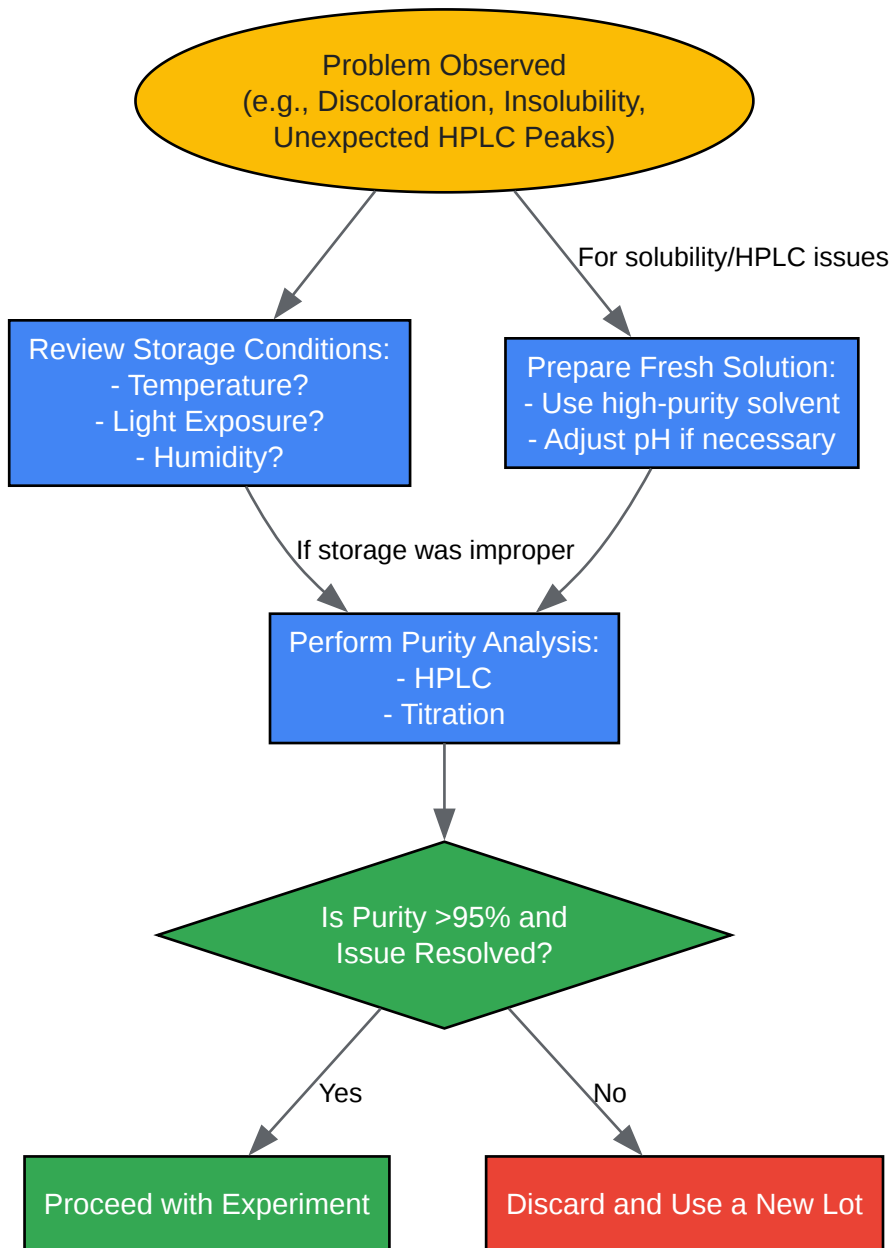 Problem Observed
(e.g., Discoloration, Insolubility,
Unexpected HPLC Peaks)
For solubility/HPLC issues
Review Storage Conditions:
- Temperature?
- Light Exposure?
- Humidity?
Prepare Fresh Solution:
- Use high-purity solvent
- Adjust pH if necessary
If storage was improper
Perform Purity Analysis:
- HPLC
- Titration
Is Purity >95% and
Issue Resolved?
Yes
No
Proceed with Experiment
Discard and Use a New Lot